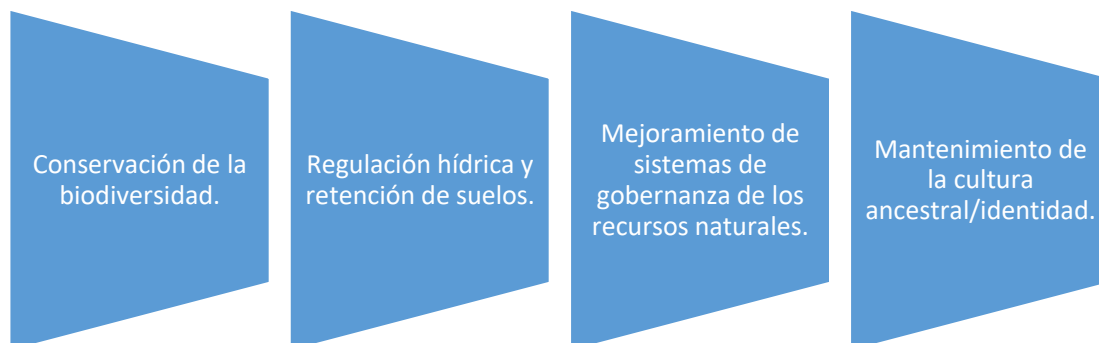 Conservación de la
biodiversidad.
Regulación hídrica y
retención de suelos.
Mejoramiento de
sistemas de
gobernanza de los
recursos naturales.
Mantenimiento de
la cultura
ancestral/identidad.